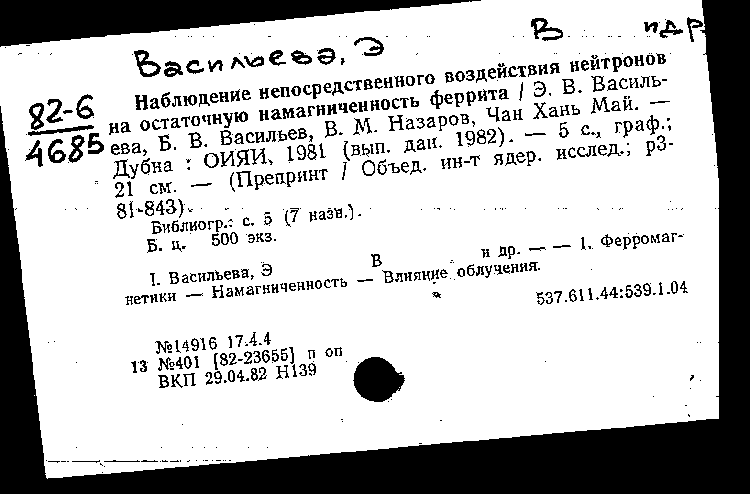 Васильева, Э В и др.
82-6
4685
Наблюдение непосредственного воздействия нейтронов
на остаточную намагниченность феррита / Э. В. Василь-
ева, Б. В. Васильев, В. М. Назаров, Чан Хань Май. —
Дубна : ОИЯИ, 1981 (вып. дан. 1982). — 5 с., граф.;
21 см. — (Препринт / Объед. ин-т ядер. исслед.; р3-
81-843).
Библиогр.: с. 5 (7 назв.).
Б. ц. 500 экз.
I. Васильева, Э В и др. — — 1. Ферромаг-
нетики — Намагниченность — Влияние облучения.
537.611.44:539.1.04
№14916 17.4.4
13 №401 [82-23655] п оп
ВКП 29.04.82 Н139